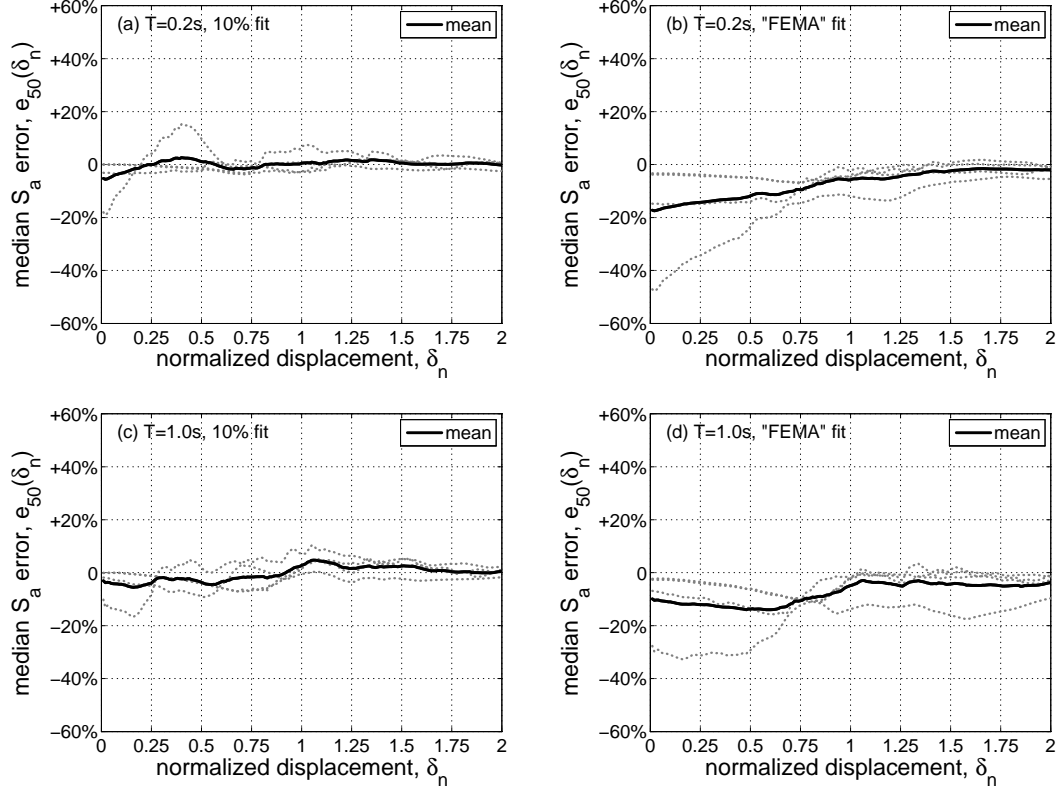 (a) T=0.2s, 10% fit
mean
+60%
+40%
+20%
0
−20%
−40%
−60%
median S_a error, e_50(δ_n)
0 0.25 0.5 0.75 1 1.25 1.5 1.75 2
normalized displacement, δ_n
(b) T=0.2s, "FEMA" fit
mean
+60%
+40%
+20%
0
−20%
−40%
−60%
median S_a error, e_50(δ_n)
0 0.25 0.5 0.75 1 1.25 1.5 1.75 2
normalized displacement, δ_n
(c) T=1.0s, 10% fit
mean
+60%
+40%
+20%
0
−20%
−40%
−60%
median S_a error, e_50(δ_n)
0 0.25 0.5 0.75 1 1.25 1.5 1.75 2
normalized displacement, δ_n
(d) T=1.0s, "FEMA" fit
mean
+60%
+40%
+20%
0
−20%
−40%
−60%
median S_a error, e_50(δ_n)
0 0.25 0.5 0.75 1 1.25 1.5 1.75 2
normalized displacement, δ_n